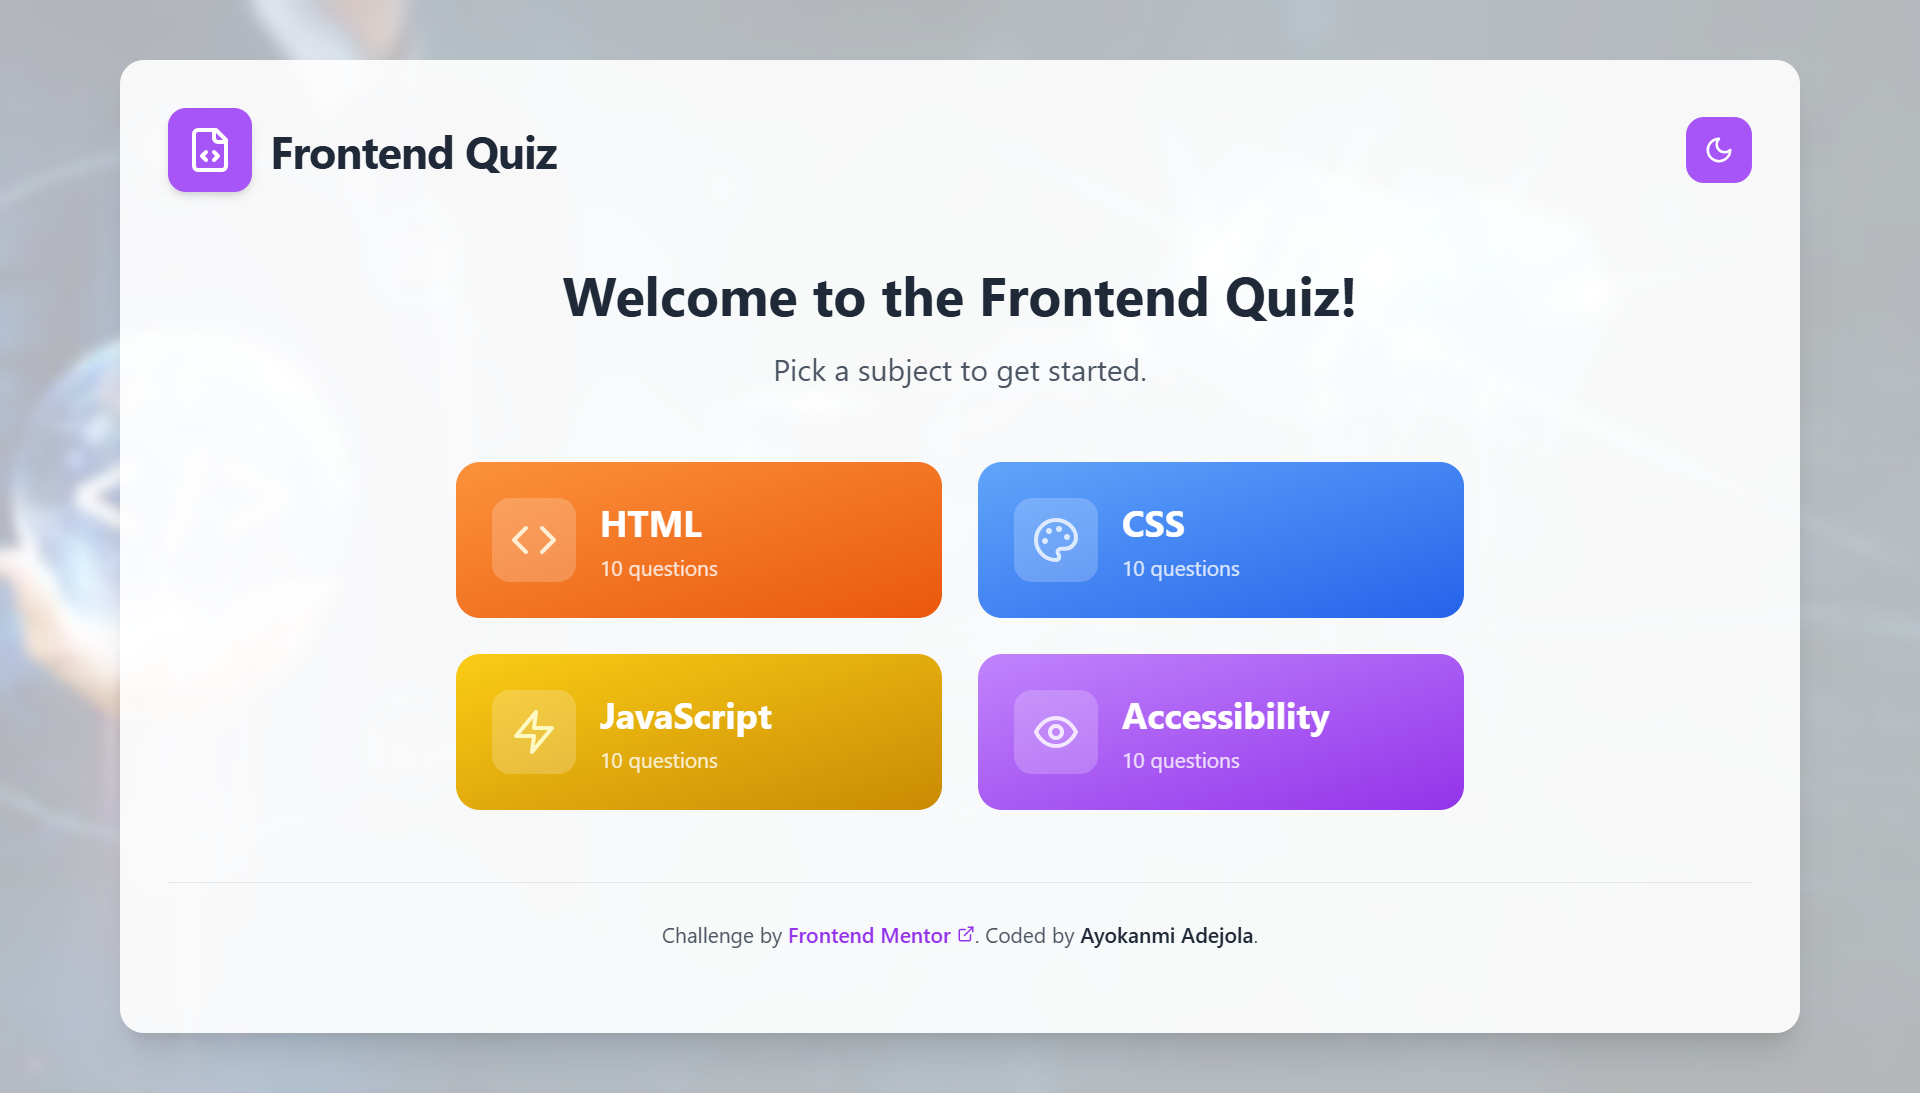 Frontend Quiz
Welcome to the Frontend Quiz!
Pick a subject to get started.
HTML
10 questions
CSS
10 questions
JavaScript
10 questions
Accessibility
10 questions
Challenge by Frontend Mentor. Coded by Ayokanmi Adejola.